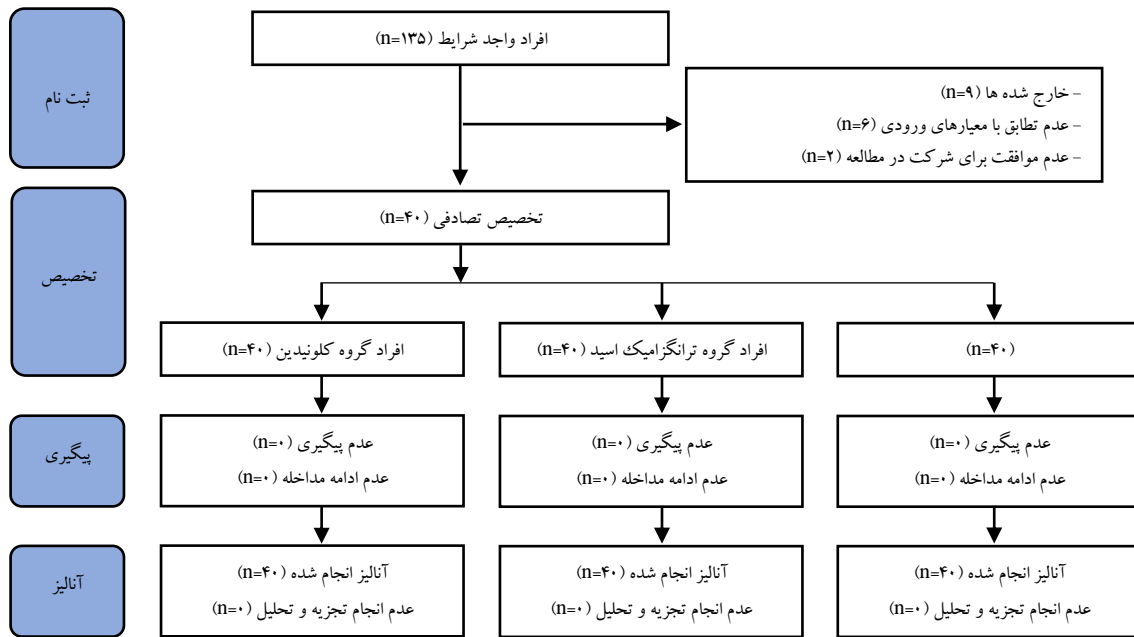 افراد واجد شرایط (n=۱۳۵)
ثبت نام
- خارج شده ها (n=۹)
- عدم تطابق با معیارهای ورودی (n=۶)
- عدم موافقت برای شرکت در مطالعه (n=۲)
تخصیص تصادفی (n=۴۰)
تخصیص
(n=۴۰)
افراد گروه ترانگزامیک اسید (n=۴۰)
افراد گروه کلونیدین (n=۴۰)
پیگیری
عدم پیگیری (n=۰)
عدم ادامه مداخله (n=۰)
عدم پیگیری (n=۰)
عدم ادامه مداخله (n=۰)
عدم پیگیری (n=۰)
عدم ادامه مداخله (n=۰)
آنالیز
آنالیز انجام شده (n=۴۰)
عدم انجام تجزیه و تحلیل (n=۰)
آنالیز انجام شده (n=۴۰)
عدم انجام تجزیه و تحلیل (n=۰)
آنالیز انجام شده (n=۴۰)
عدم انجام تجزیه و تحلیل (n=۰)